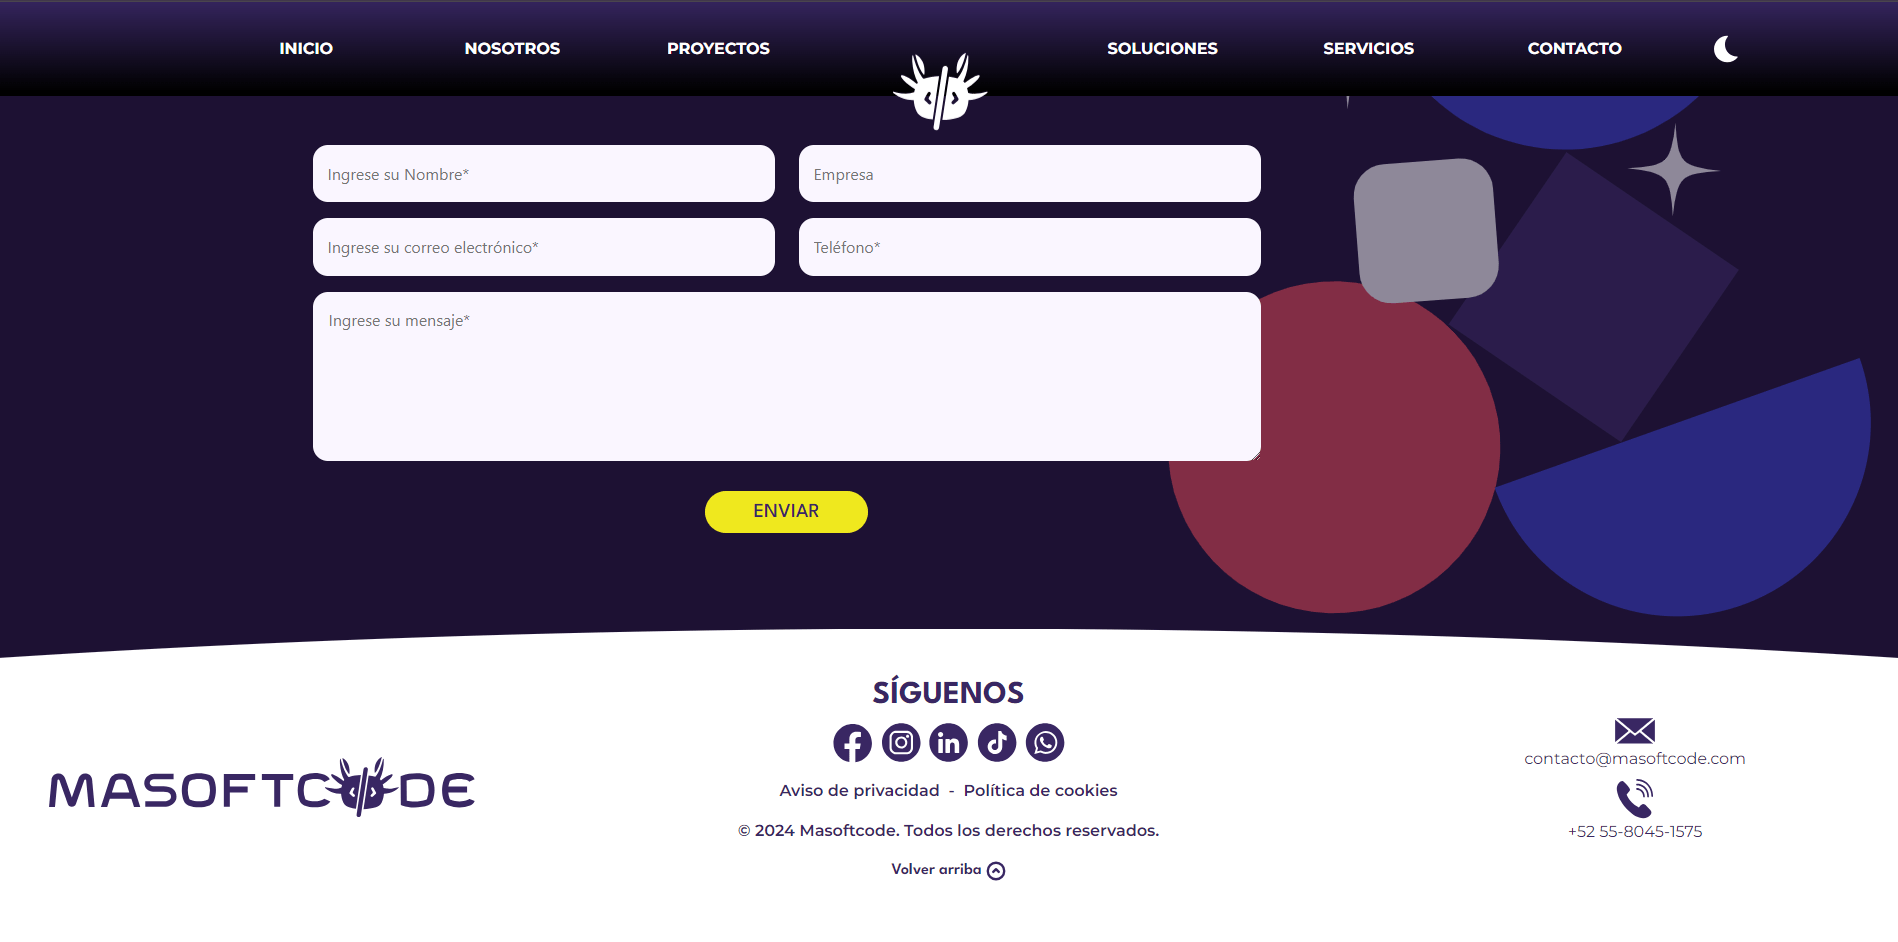 INICIO NOSOTROS PROYECTOS SOLUCIONES SERVICIOS CONTACTO
Ingrese su Nombre* Empresa
Ingrese su correo electrónico* Teléfono*
Ingrese su mensaje*
ENVIAR
SÍGUENOS
MASOFTCODE
Aviso de privacidad - Política de cookies
© 2024 Masoftcode. Todos los derechos reservados.
Volver arriba
contacto@masoftcode.com
+52 55-8045-1575